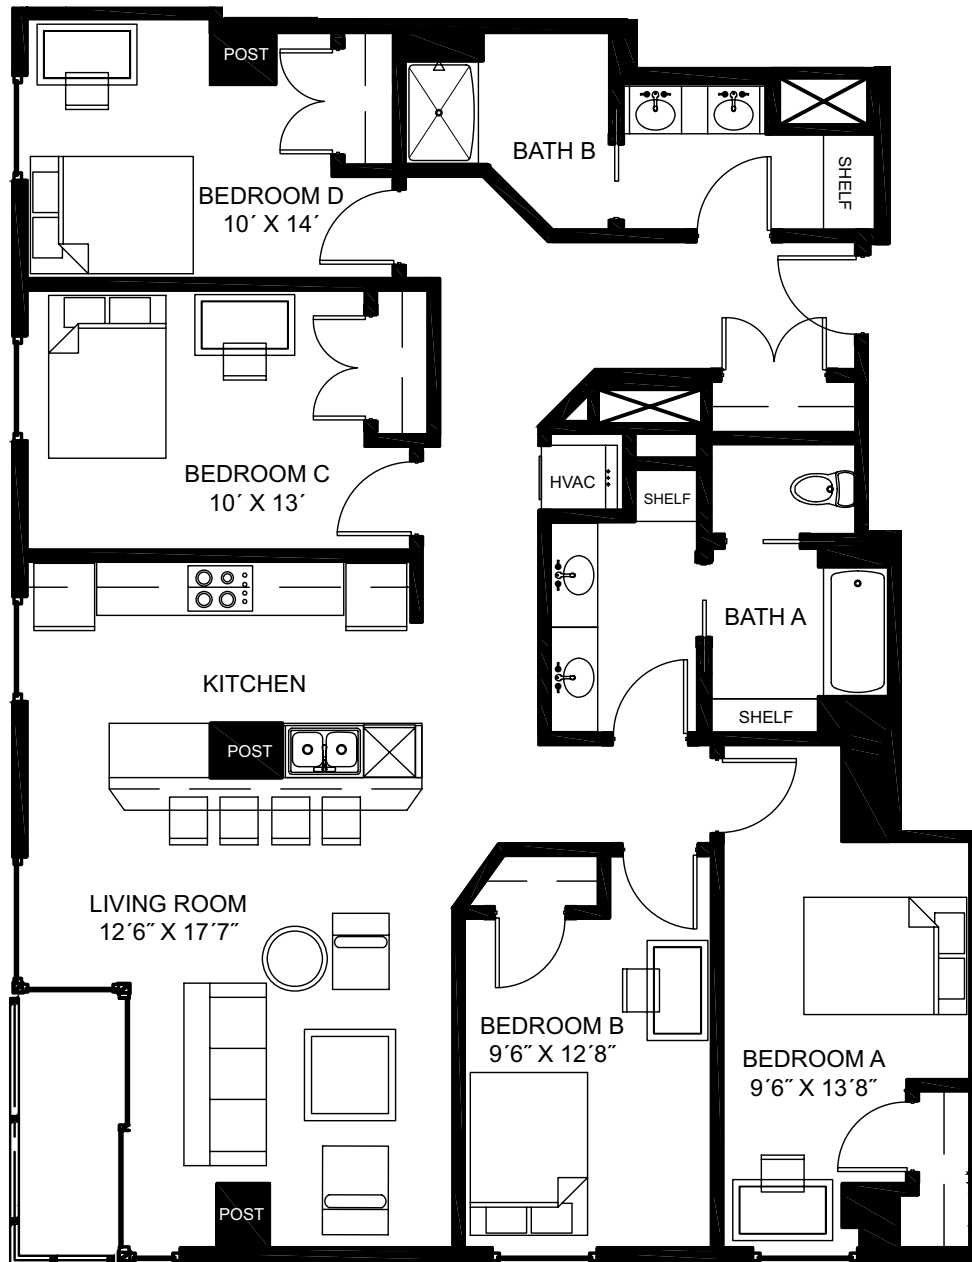 POST
BATH B
SHELF
BEDROOM D
10´ X 14´
BEDROOM C
10´ X 13´
HVAC
SHELF
BATH A
KITCHEN
SHELF
POST
LIVING ROOM
12´6˝ X 17´7˝
BEDROOM B
9´6˝ X 12´8˝
BEDROOM A
9´6˝ X 13´8˝
POST